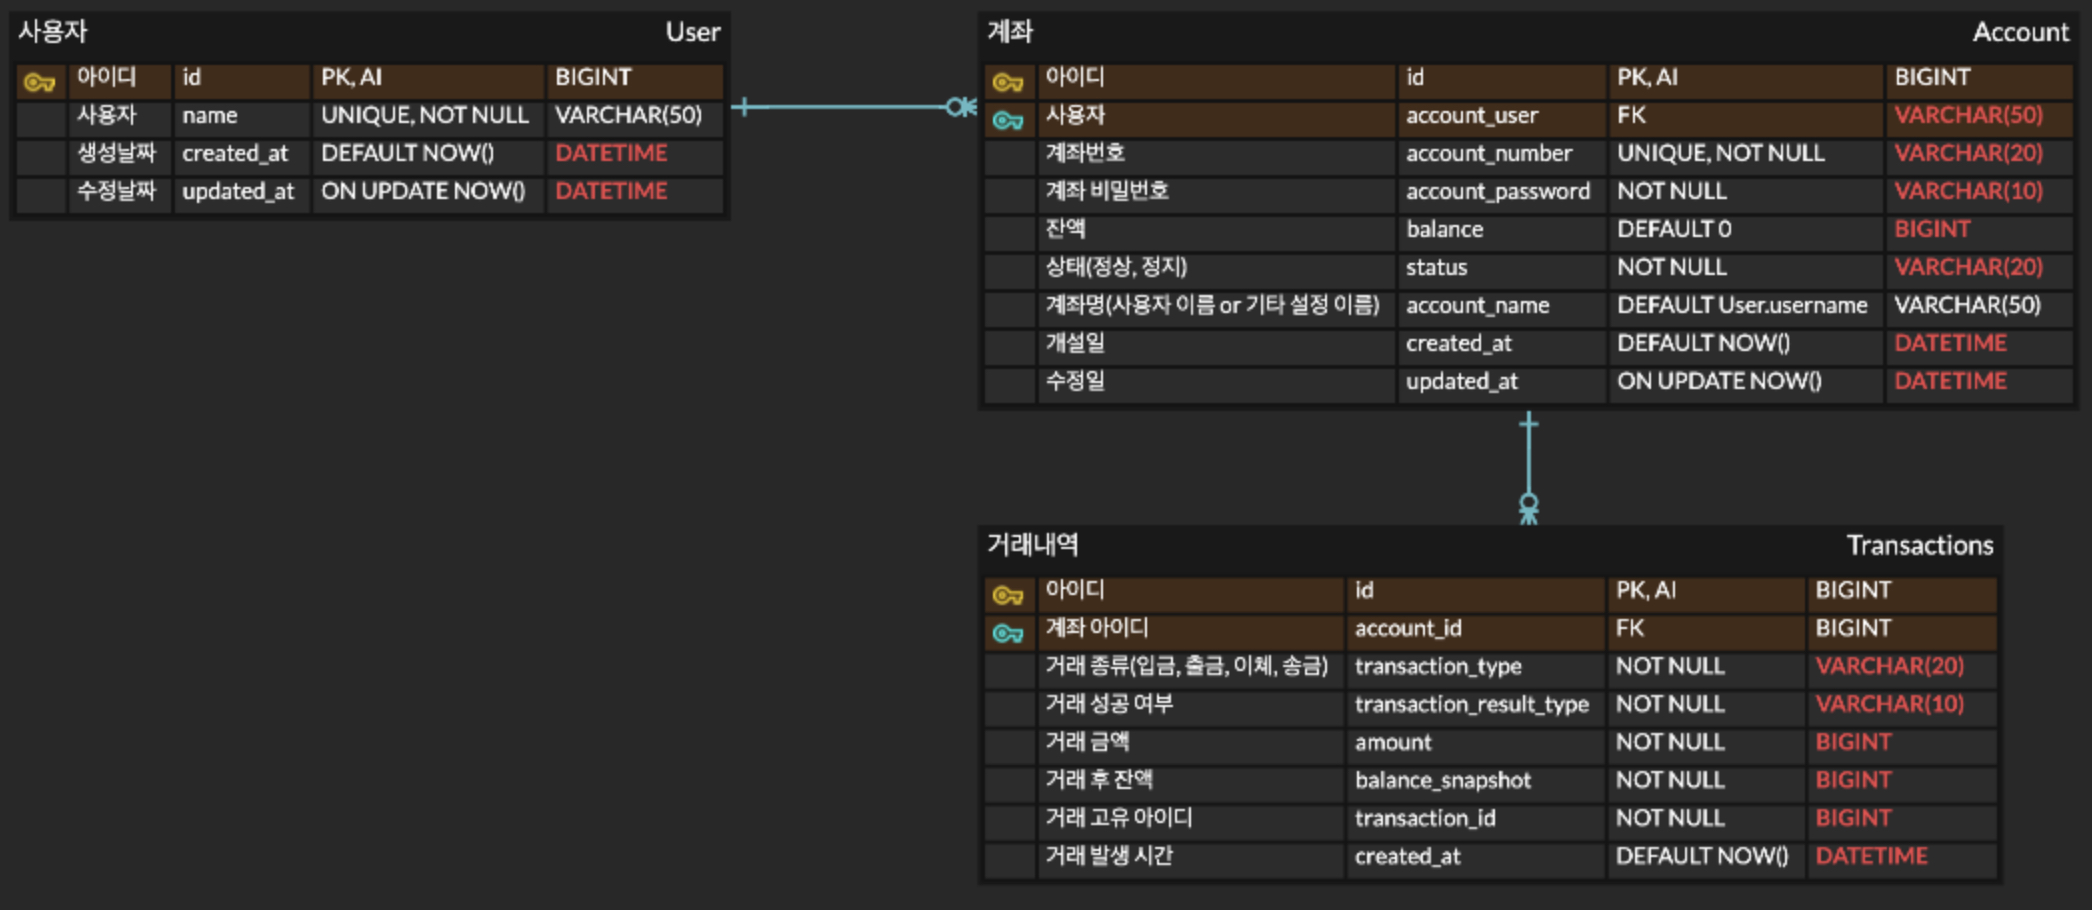 사용자 User
아이디 id PK, AI BIGINT
사용자 name UNIQUE, NOT NULL VARCHAR(50)
생성날짜 created_at DEFAULT NOW() DATETIME
수정날짜 updated_at ON UPDATE NOW() DATETIME
계좌 Account
아이디 id PK, AI BIGINT
사용자 account_user FK VARCHAR(50)
계좌번호 account_number UNIQUE, NOT NULL VARCHAR(20)
계좌 비밀번호 account_password NOT NULL VARCHAR(10)
잔액 balance DEFAULT 0 BIGINT
상태(정상, 정지) status NOT NULL VARCHAR(20)
계좌명(사용자 이름 or 기타 설정 이름) account_name DEFAULT User.username VARCHAR(50)
개설일 created_at DEFAULT NOW() DATETIME
수정일 updated_at ON UPDATE NOW() DATETIME
거래내역 Transactions
아이디 id PK, AI BIGINT
계좌 아이디 account_id FK BIGINT
거래 종류(입금, 출금, 이체, 송금) transaction_type NOT NULL VARCHAR(20)
거래 성공 여부 transaction_result_type NOT NULL VARCHAR(10)
거래 금액 amount NOT NULL BIGINT
거래 후 잔액 balance_snapshot NOT NULL BIGINT
거래 고유 아이디 transaction_id NOT NULL BIGINT
거래 발생 시간 created_at DEFAULT NOW() DATETIME